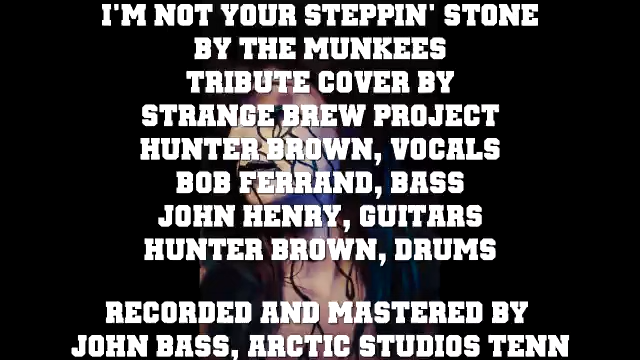 I'M NOT YOUR STEPPIN' STONE
BY THE MUNKEES
TRIBUTE COVER BY
STRANGE BREW PROJECT
HUNTER BROWN, VOCALS
BOB FERRAND, BASS
JOHN HENRY, GUITARS
HUNTER BROWN, DRUMS
RECORDED AND MASTERED BY
JOHN BASS, ARCTIC STUDIOS TENN